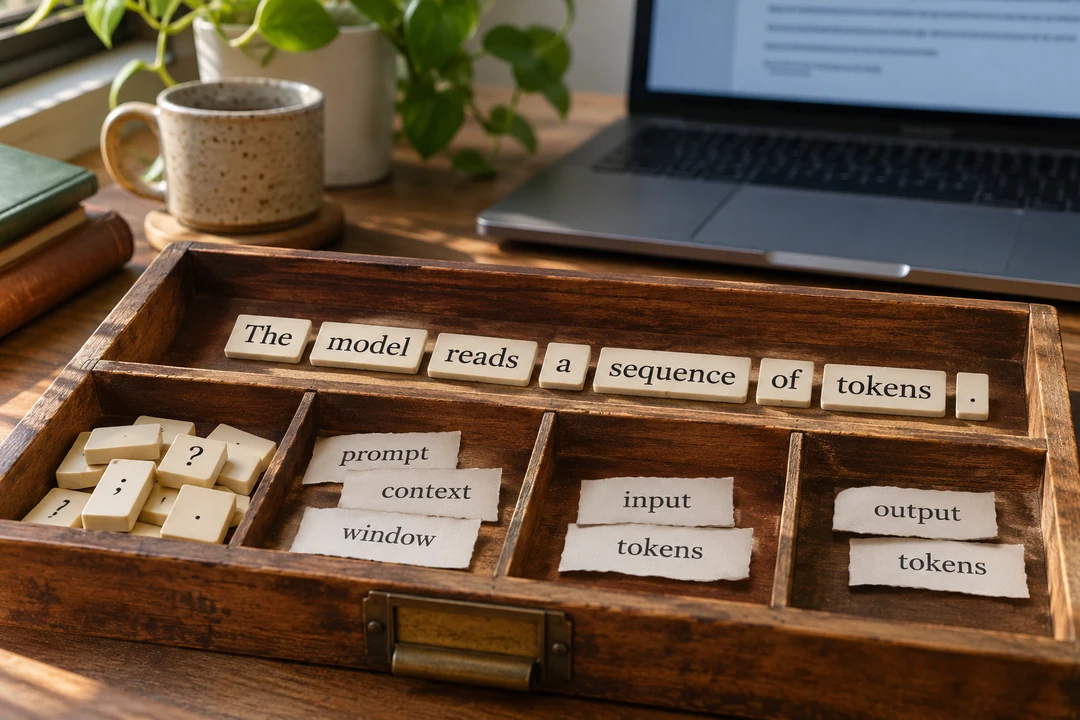 The model reads a sequence of tokens .
?
;
?
.
prompt
context
window
input
tokens
output
tokens